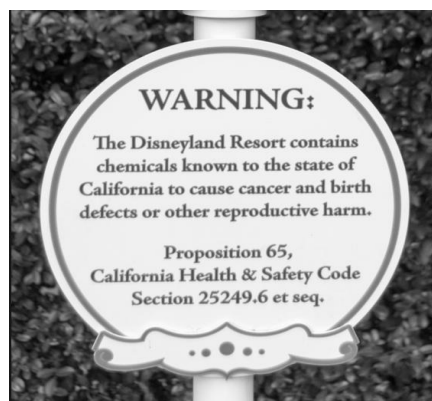 WARNING:
The Disneyland Resort contains
chemicals known to the state of
California to cause cancer and birth
defects or other reproductive harm.
Proposition 65,
California Health & Safety Code
Section 25249.6 et seq.